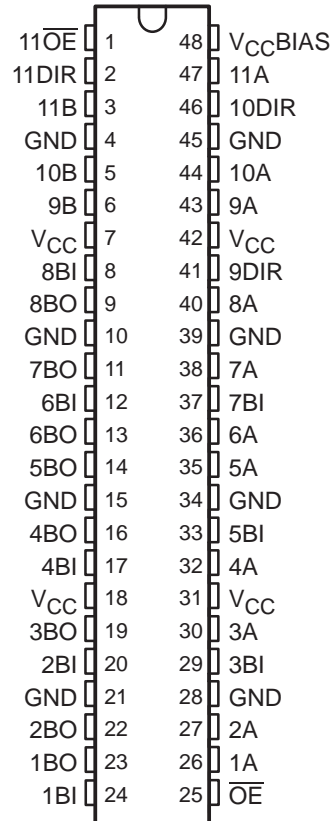 11O̅E̅ 1 48 VCCBIAS
11DIR 2 47 11A
11B 3 46 10DIR
GND 4 45 GND
10B 5 44 10A
9B 6 43 9A
VCC 7 42 VCC
8BI 8 41 9DIR
8BO 9 40 8A
GND 10 39 GND
7BO 11 38 7A
6BI 12 37 7BI
6BO 13 36 6A
5BO 14 35 5A
GND 15 34 GND
4BO 16 33 5BI
4BI 17 32 4A
VCC 18 31 VCC
3BO 19 30 3A
2BI 20 29 3BI
GND 21 28 GND
2BO 22 27 2A
1BO 23 26 1A
1BI 24 25 O̅E̅